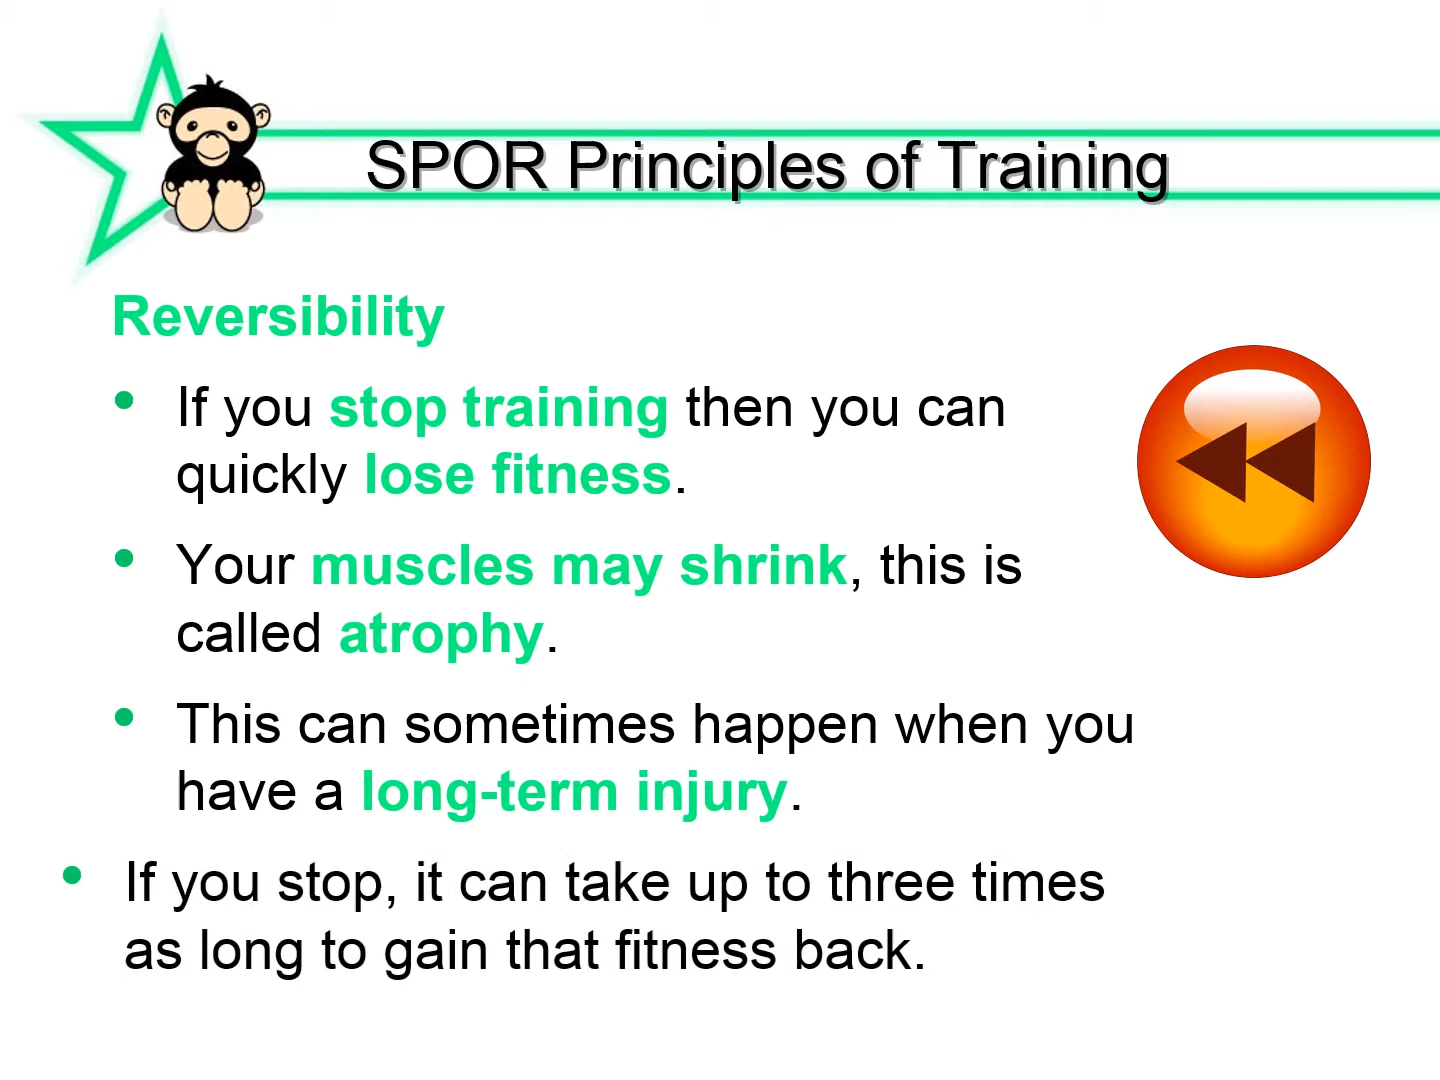 SPOR Principles of Training
Reversibility
• If you stop training then you can
quickly lose fitness.
• Your muscles may shrink, this is
called atrophy.
• This can sometimes happen when you
have a long-term injury.
• If you stop, it can take up to three times
as long to gain that fitness back.